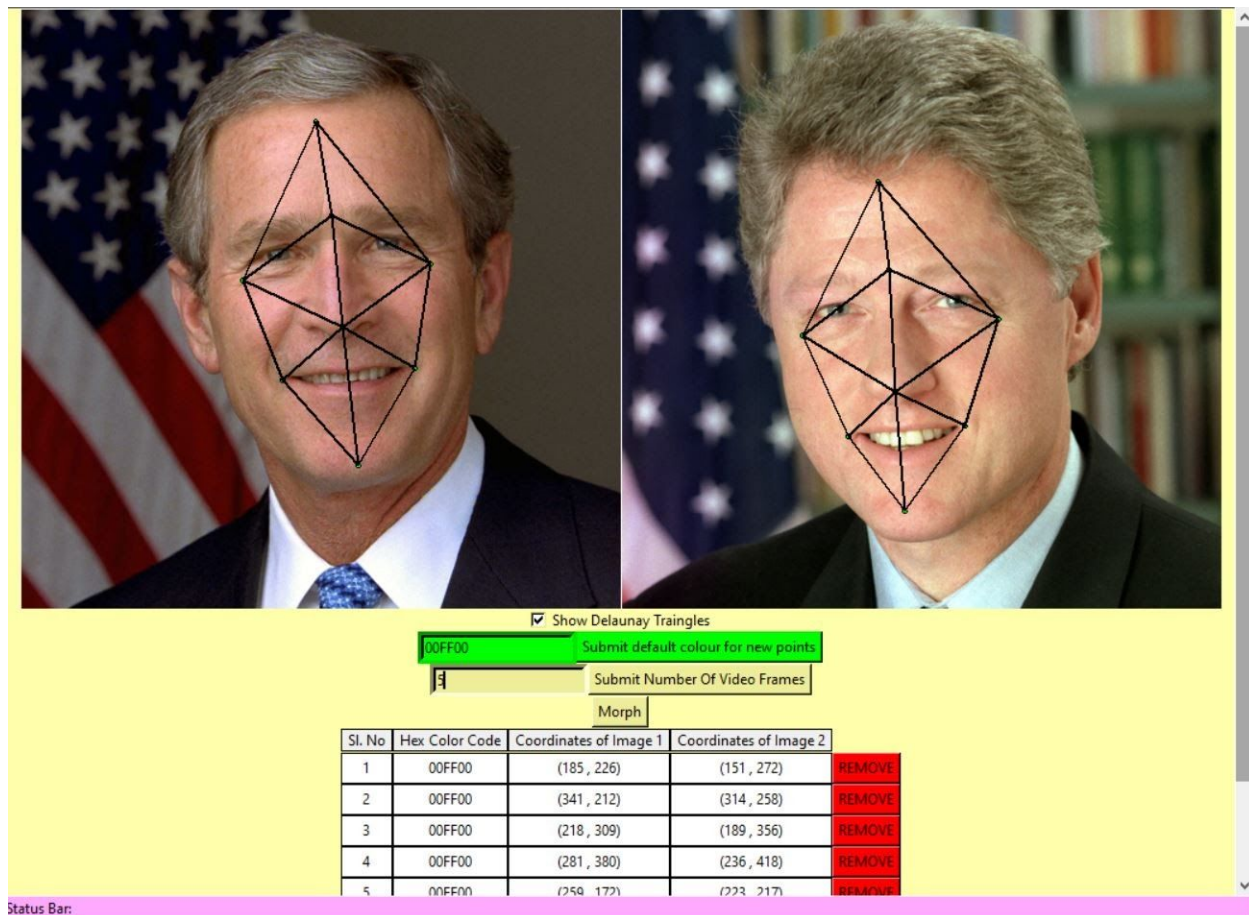 Show Delaunay Traingles
00FF00 Submit default colour for new points
5 Submit Number Of Video Frames
Morph
Sl. No Hex Color Code Coordinates of Image 1 Coordinates of Image 2
1 00FF00 (185 , 226) (151 , 272) REMOVE
2 00FF00 (341 , 212) (314 , 258) REMOVE
3 00FF00 (218 , 309) (189 , 356) REMOVE
4 00FF00 (281 , 380) (236 , 418) REMOVE
5 00FF00 (259 , 172) (223 , 217) REMOVE
Status Bar: